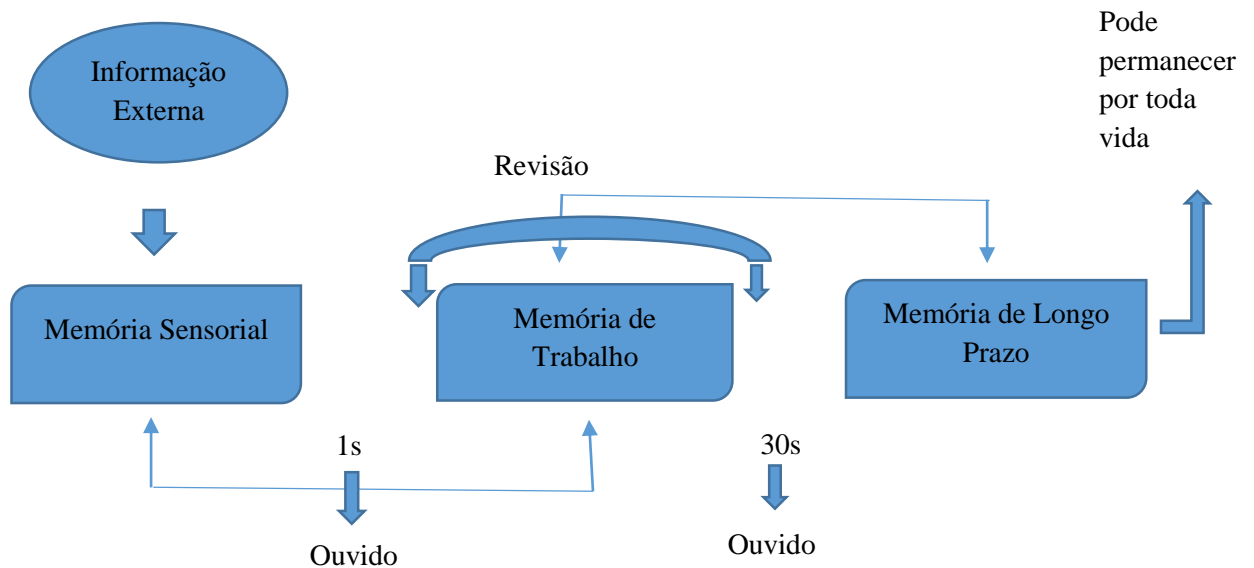 Pode
permanecer
por toda
vida
Informação
Externa
Revisão
Memória Sensorial
Memória de
Trabalho
Memória de Longo
Prazo
1s
30s
Ouvido
Ouvido